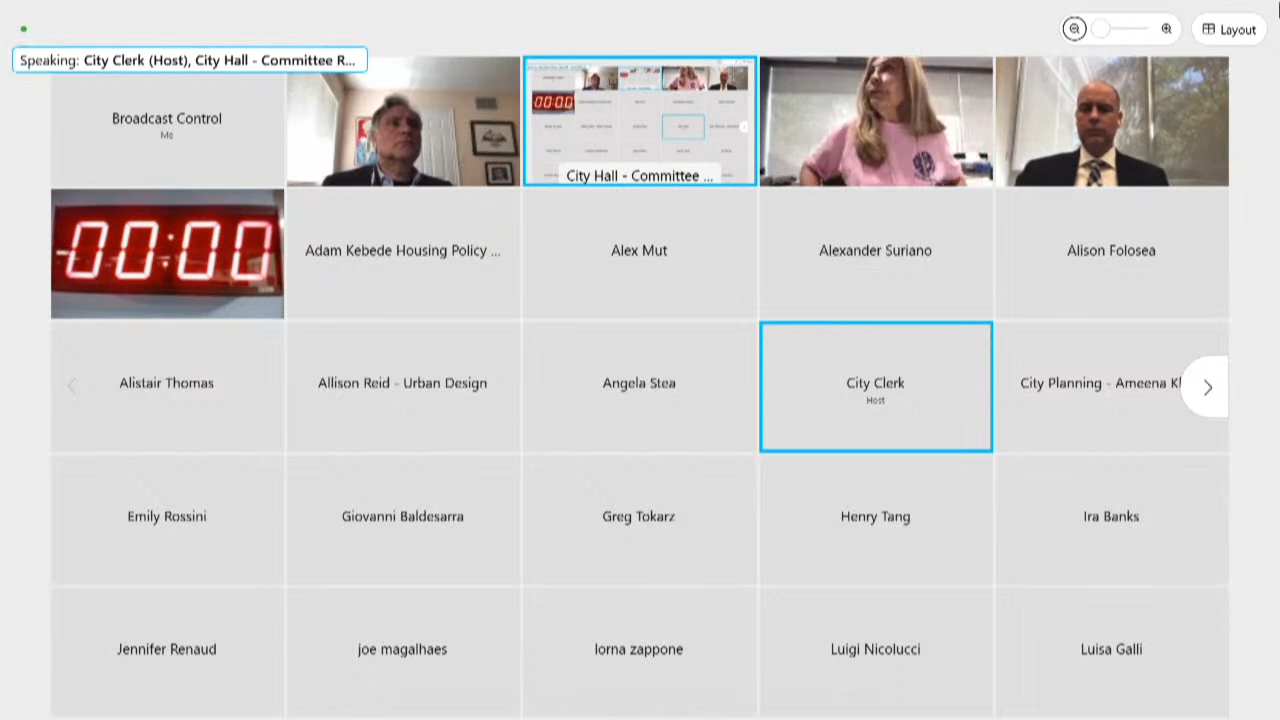 Layout
Speaking: City Clerk (Host), City Hall - Committee R...
Broadcast Control
Me
00:00
City Hall - Committee ...
00:00
Adam Kebede Housing Policy ...
Alex Mut
Alexander Suriano
Alison Folosea
Alistair Thomas
Allison Reid - Urban Design
Angela Stea
City Clerk
Host
City Planning - Ameena
Emily Rossini
Giovanni Baldesarra
Greg Tokarz
Henry Tang
Ira Banks
Jennifer Renaud
joe magalhaes
lorna zappone
Luigi Nicolucci
Luisa Galli